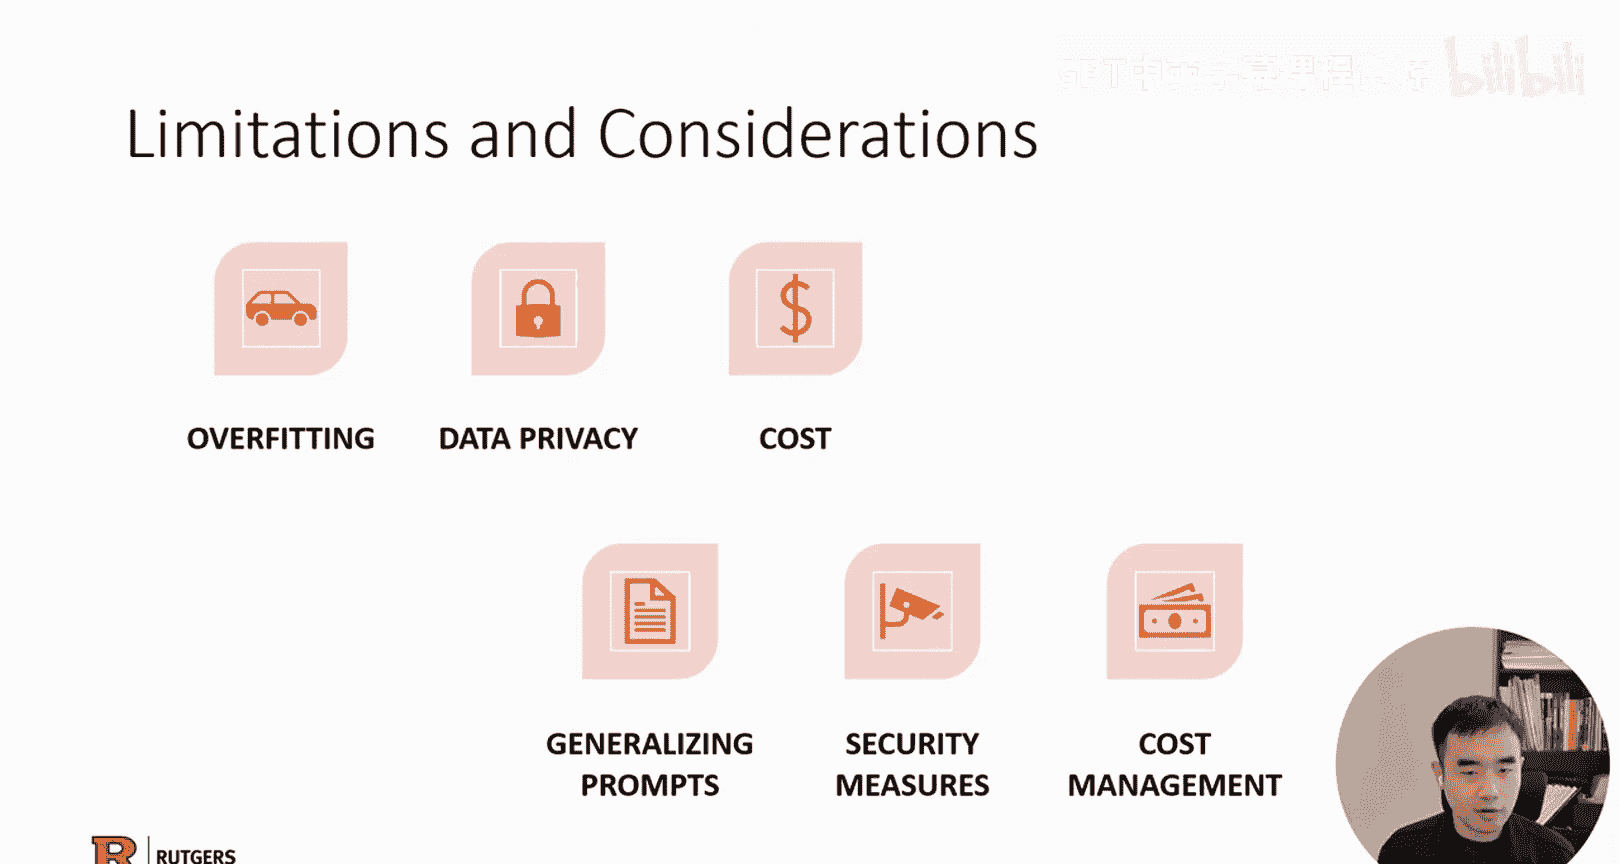 bilibili
Limitations and Considerations
OVERFITTING
DATA PRIVACY
COST
GENERALIZING
PROMPTS
SECURITY
MEASURES
COST
MANAGEMENT
R
RUTGERS